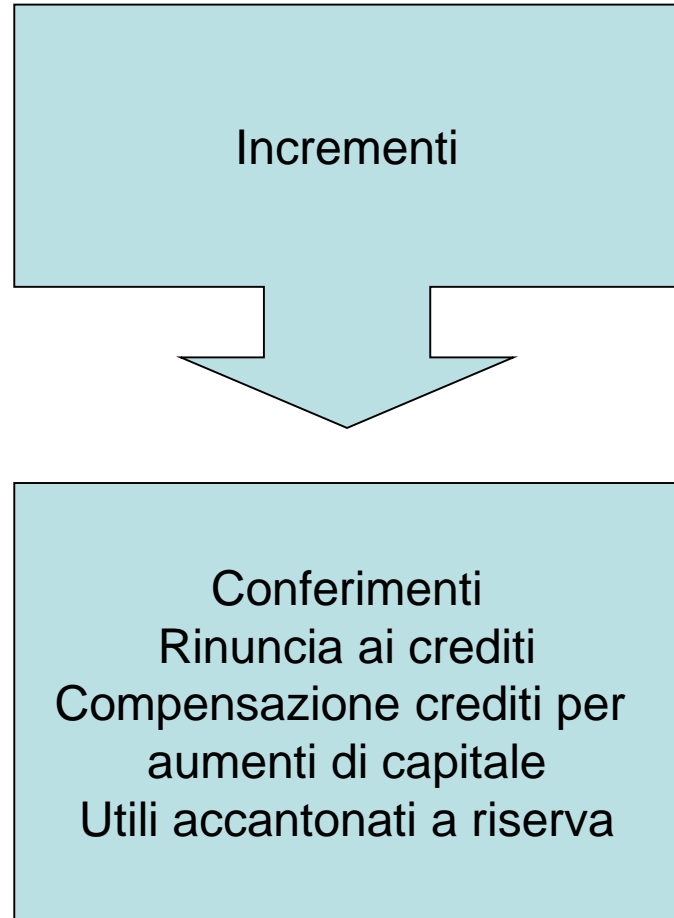 Incrementi
Conferimenti
Rinuncia ai crediti
Compensazione crediti per
aumenti di capitale
Utili accantonati a riserva